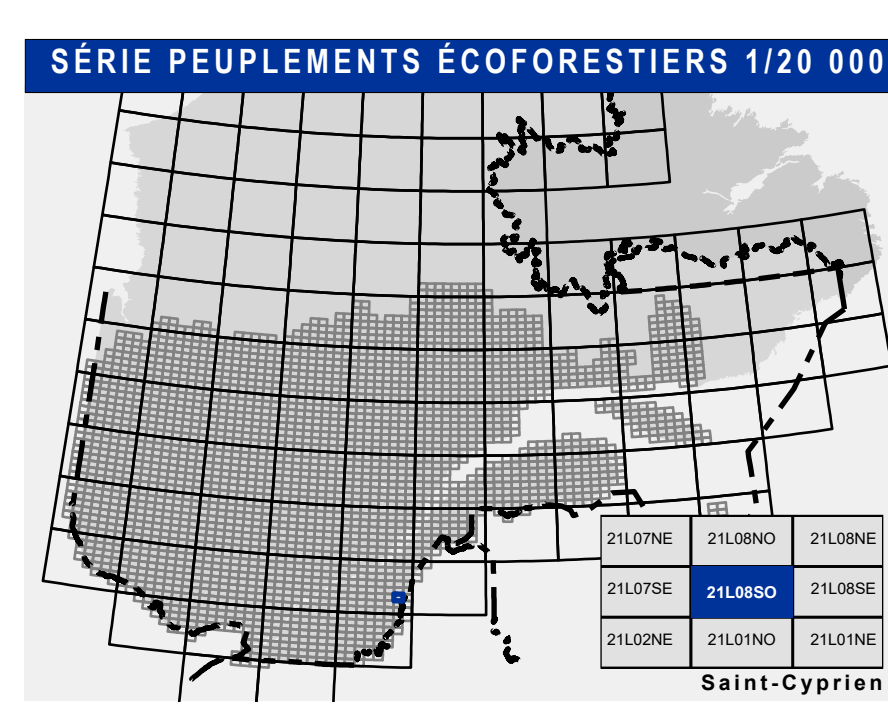 SÉRIE PEUPLEMENTS ÉCOFORESTIERS 1/20 000
21L07NE 21L08NO 21L08NE
21L07SE 21L08SO 21L08SE
21L02NE 21L01NO 21L01NE
Saint-Cyprien